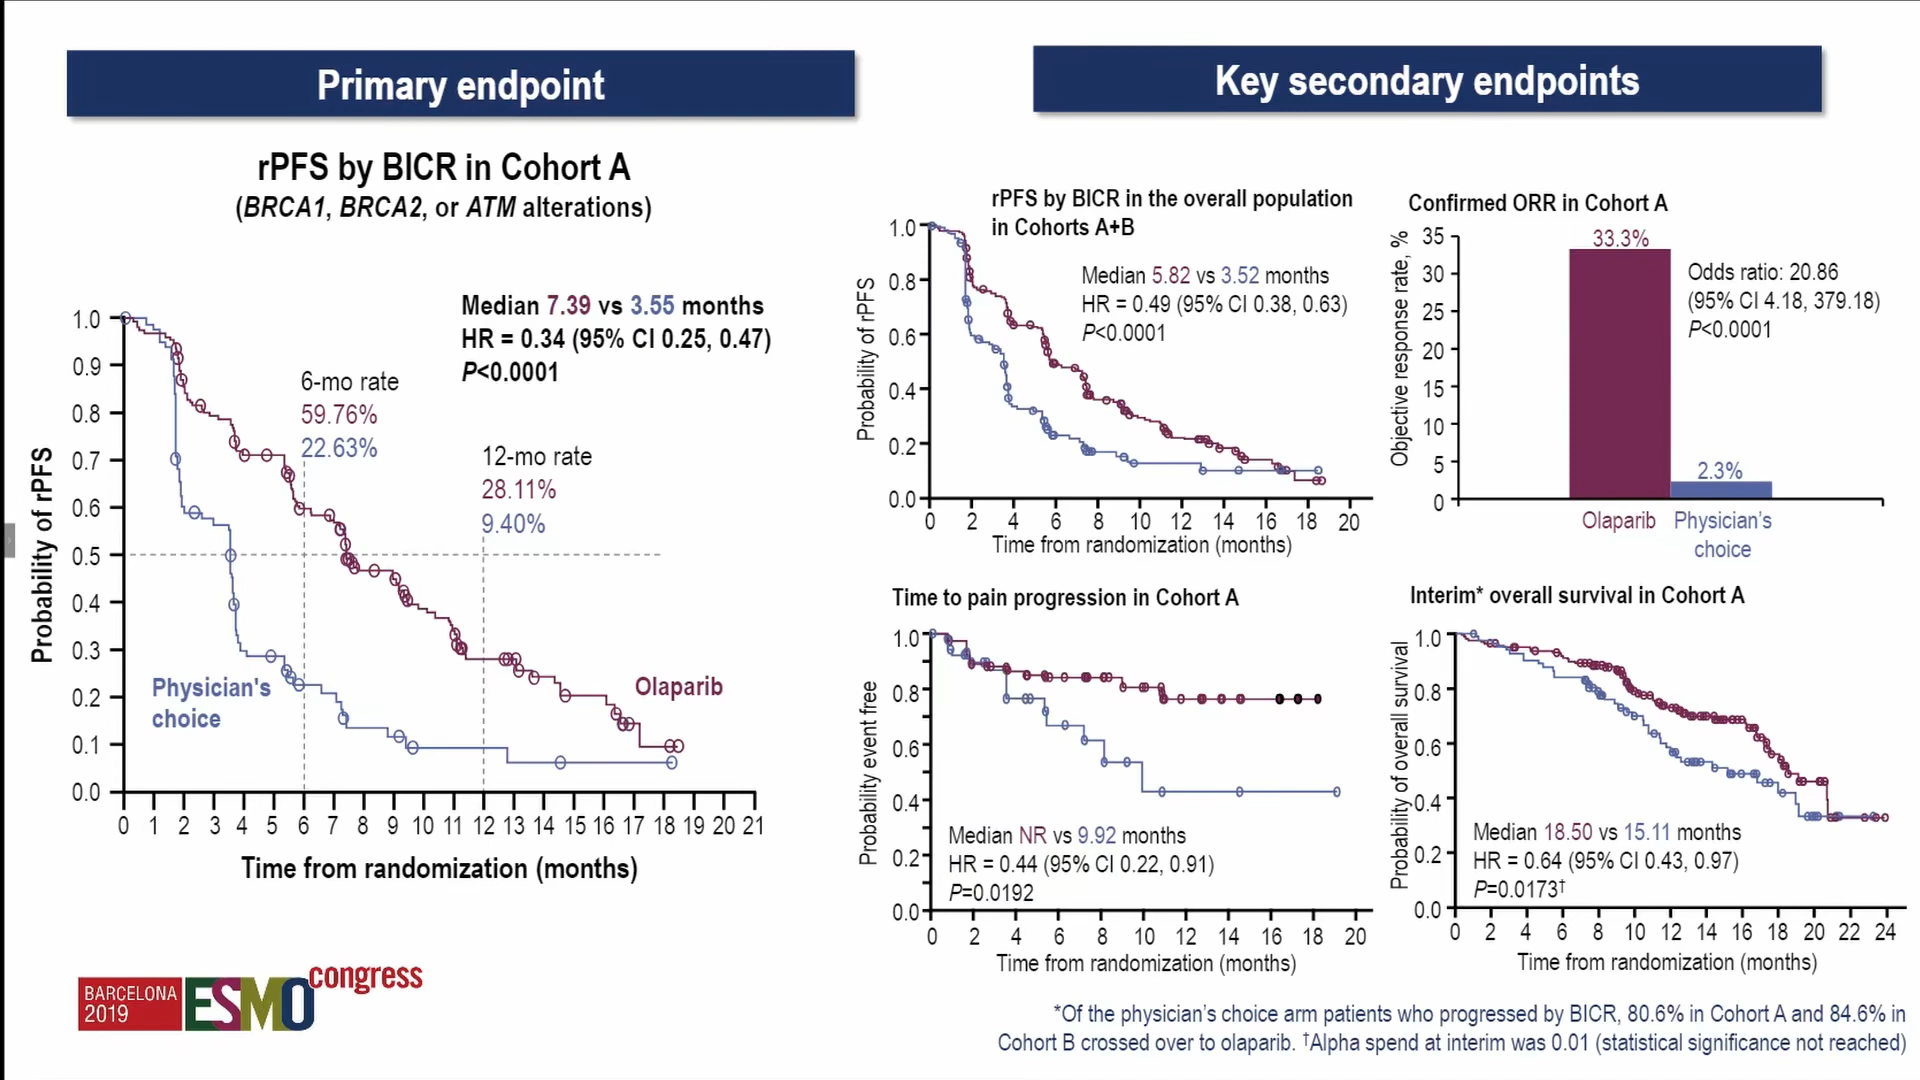 Primary endpoint
rPFS by BICR in Cohort A
(BRCA1, BRCA2, or ATM alterations)
Median 7.39 vs 3.55 months
HR = 0.34 (95% CI 0.25, 0.47)
P<0.0001
6-mo rate
59.76%
22.63%
12-mo rate
28.11%
9.40%
Probability of rPFS
1.0
0.9
0.8
0.7
0.6
0.5
0.4
0.3
0.2
0.1
0.0
Physician's
choice
Olaparib
0 1 2 3 4 5 6 7 8 9 10 11 12 13 14 15 16 17 18 19 20 21
Time from randomization (months)
Key secondary endpoints
rPFS by BICR in the overall population
in Cohorts A+B
Median 5.82 vs 3.52 months
HR = 0.49 (95% CI 0.38, 0.63)
P<0.0001
Probability of rPFS
1.0
0.8
0.6
0.4
0.2
0.0
0 2 4 6 8 10 12 14 16 18 20
Time from randomization (months)
Confirmed ORR in Cohort A
Objective response rate, %
35
30
25
20
15
10
5
0
33.3%
2.3%
Odds ratio: 20.86
(95% CI 4.18, 379.18)
P<0.0001
Olaparib
Physician's
choice
Time to pain progression in Cohort A
Probability event free
1.0
0.8
0.6
0.4
0.2
0.0
Median NR vs 9.92 months
HR = 0.44 (95% CI 0.22, 0.91)
P=0.0192
0 2 4 6 8 10 12 14 16 18 20
Time from randomization (months)
Interim* overall survival in Cohort A
Probability of overall survival
1.0
0.8
0.6
0.4
0.2
0.0
Median 18.50 vs 15.11 months
HR = 0.64 (95% CI 0.43, 0.97)
P=0.0173†
0 2 4 6 8 10 12 14 16 18 20 22 24
Time from randomization (months)
BARCELONA
2019
ESMO congress
*Of the physician's choice arm patients who progressed by BICR, 80.6% in Cohort A and 84.6% in
Cohort B crossed over to olaparib. †Alpha spend at interim was 0.01 (statistical significance not reached)